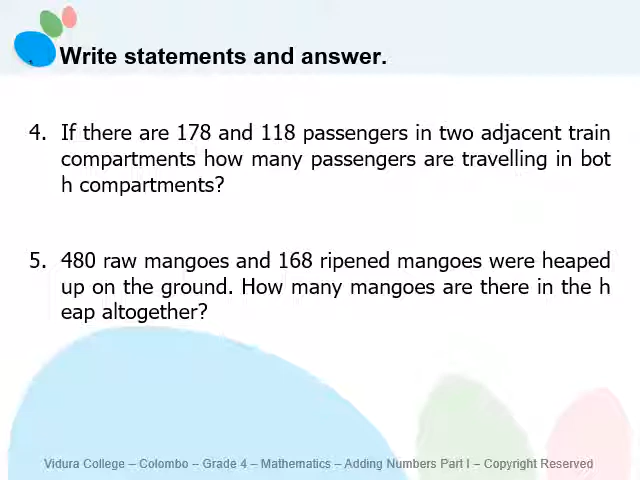 . Write statements and answer.
4. If there are 178 and 118 passengers in two adjacent train
compartments how many passengers are travelling in bot
h compartments?
5. 480 raw mangoes and 168 ripened mangoes were heaped
up on the ground. How many mangoes are there in the h
eap altogether?
Vidura College – Colombo – Grade 4 – Mathematics – Adding Numbers Part I – Copyright Reserved